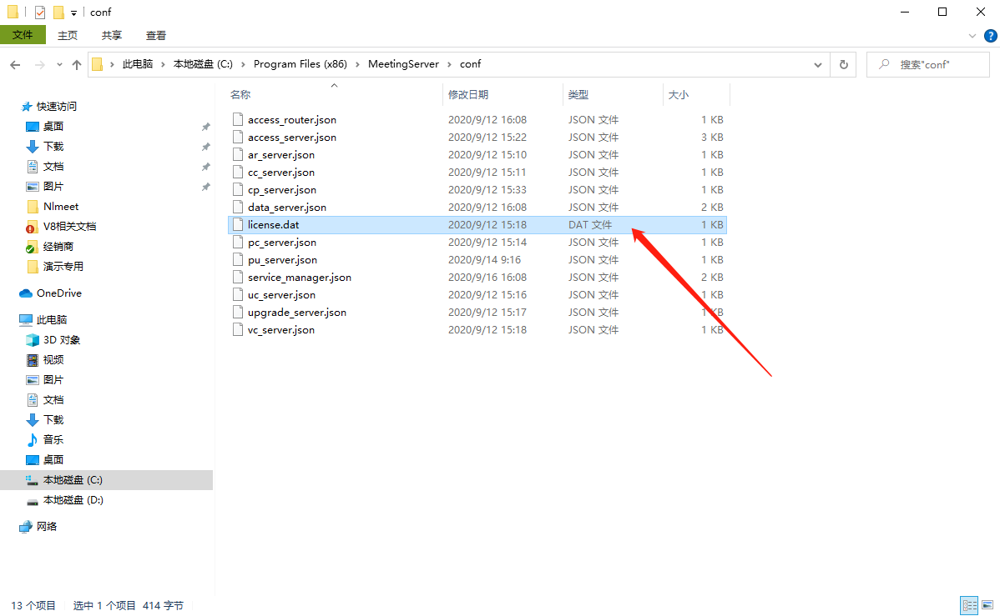 conf
文件 主页 共享 查看
此电脑 本地磁盘 (C:) Program Files (x86) MeetingServer conf 搜索"conf"
快速访问
桌面
下载
文档
图片
Nlmeet
V8相关文档
经销商
演示专用
OneDrive
此电脑
3D 对象
视频
图片
文档
下载
音乐
桌面
本地磁盘 (C:)
本地磁盘 (D:)
网络
名称 修改日期 类型 大小
access_router.json 2020/9/12 16:08 JSON 文件 1 KB
access_server.json 2020/9/12 15:22 JSON 文件 3 KB
ar_server.json 2020/9/12 15:10 JSON 文件 1 KB
cc_server.json 2020/9/12 15:11 JSON 文件 1 KB
cp_server.json 2020/9/12 15:33 JSON 文件 1 KB
data_server.json 2020/9/12 16:08 JSON 文件 2 KB
license.dat 2020/9/12 15:18 DAT 文件 1 KB
pc_server.json 2020/9/12 15:14 JSON 文件 1 KB
pu_server.json 2020/9/14 9:16 JSON 文件 1 KB
service_manager.json 2020/9/16 16:08 JSON 文件 2 KB
uc_server.json 2020/9/12 15:16 JSON 文件 1 KB
upgrade_server.json 2020/9/12 15:17 JSON 文件 1 KB
vc_server.json 2020/9/12 15:18 JSON 文件 1 KB
13 个项目 选中 1 个项目 414 字节